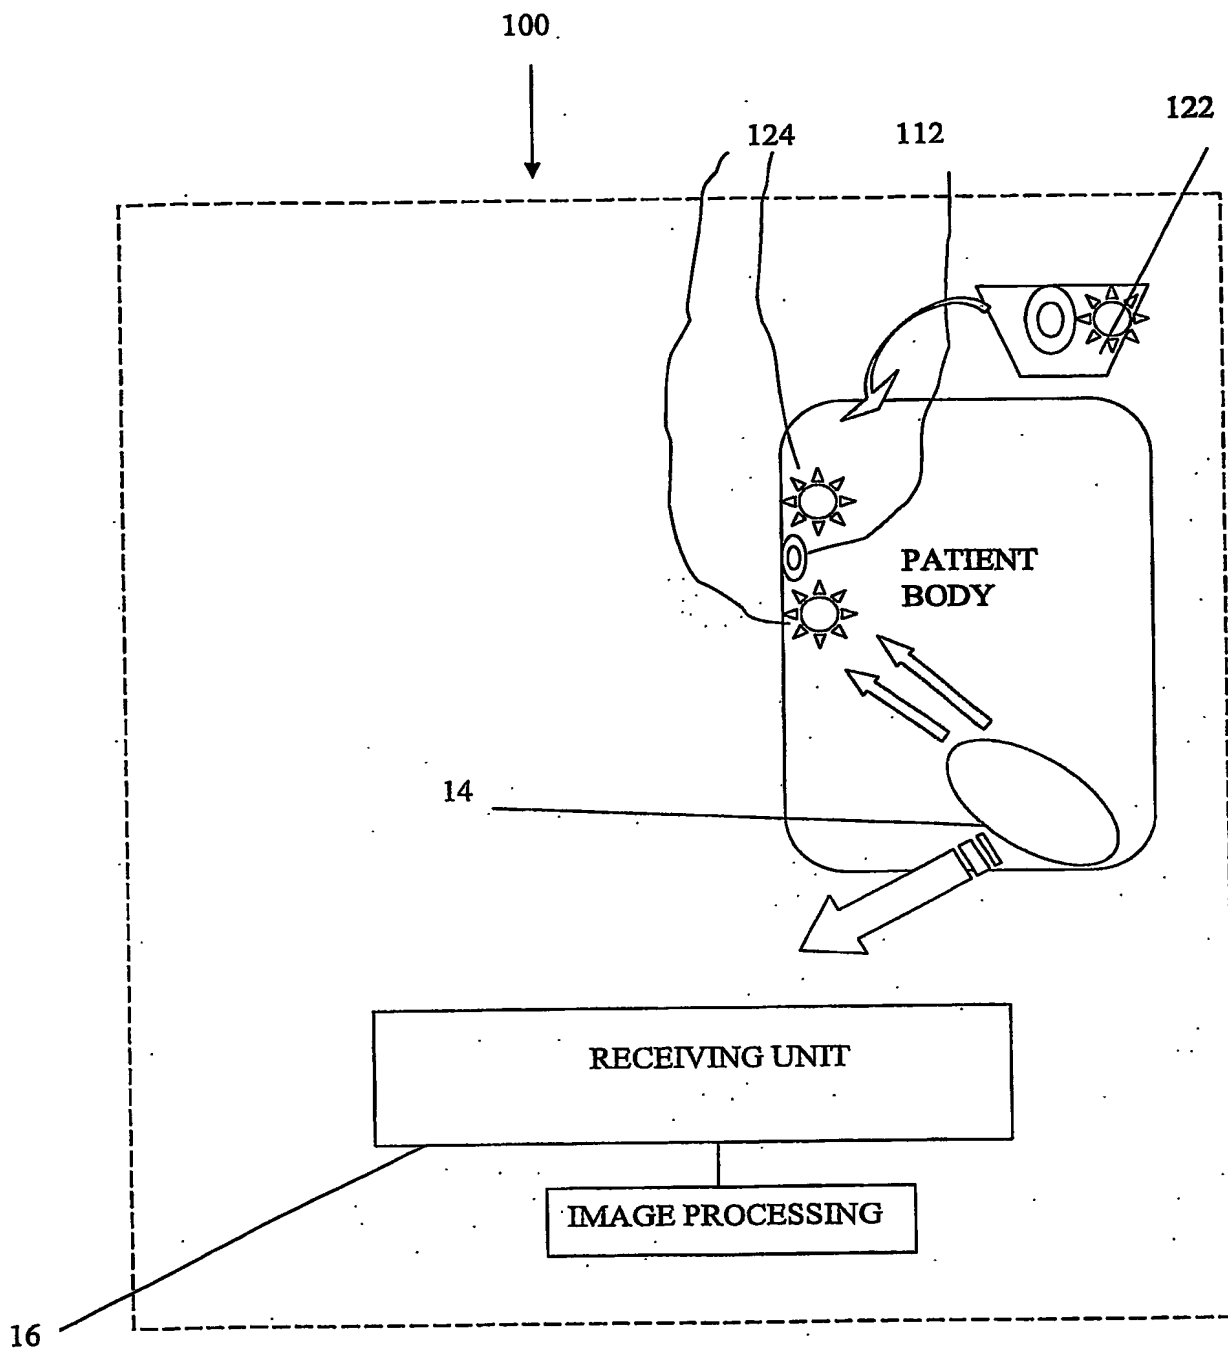 100
122
124
112
PATIENT
BODY
14
RECEIVING UNIT
IMAGE PROCESSING
16